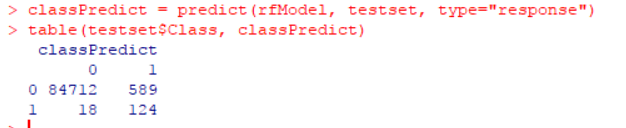 > classPredict = predict(rfModel, testset, type="response")
> table(testset$Class, classPredict)
classPredict
0 1
0 84712 589
1 18 124
>